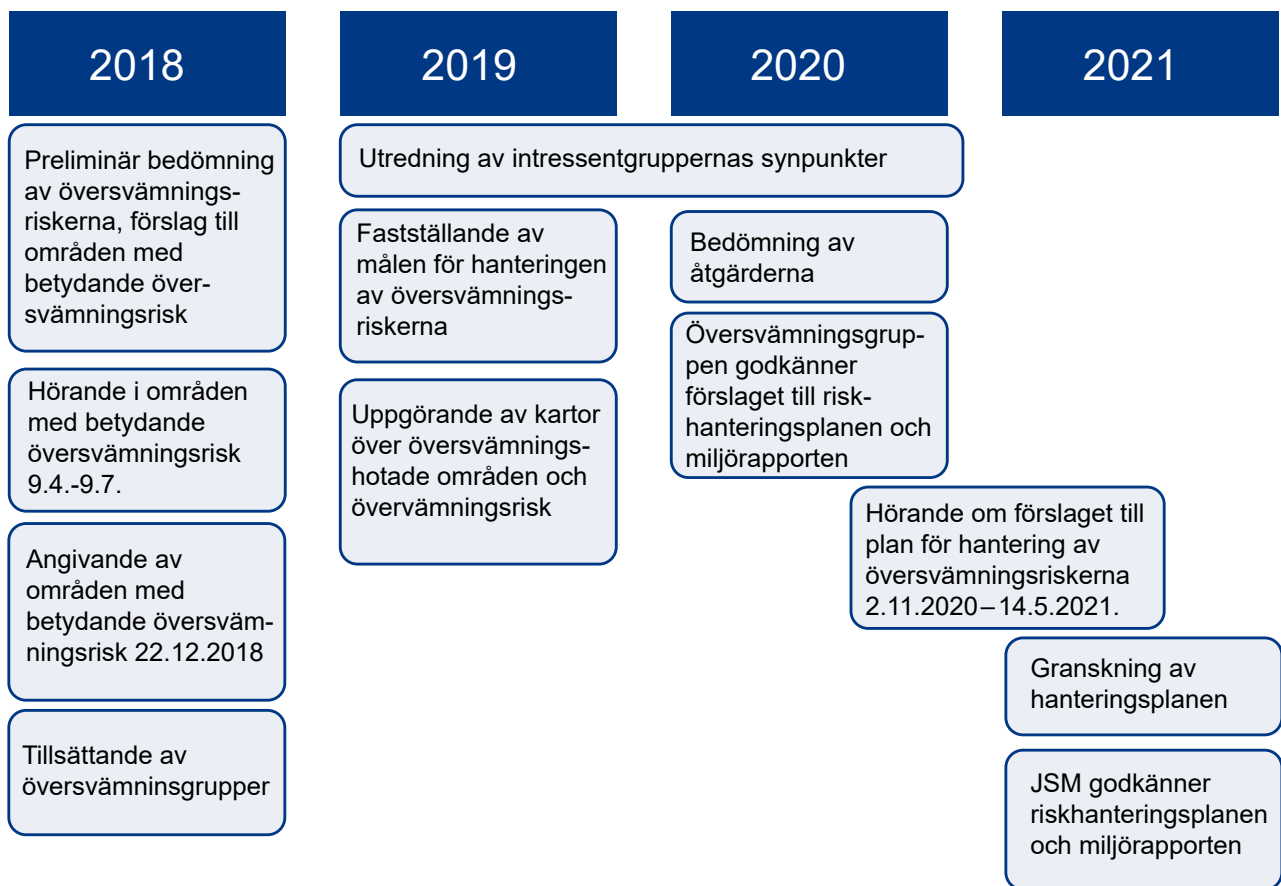 2018
2019
2020
2021
Preliminär bedömning
av översvämnings-
riskerna, förslag till
områden med
betydande över-
svämningsrisk
Hörande i områden
med betydande
översvämningsrisk
9.4.-9.7.
Angivande av
områden med
betydande översväm-
ningsrisk 22.12.2018
Tillsättande av
översvämninsgrupper
Utredning av intressentgruppernas synpunkter
Fastställande av
målen för hanteringen
av översvämnings-
riskerna
Uppgörande av kartor
över översvämnings-
hotade områden och
övervämningsrisk
Bedömning av
åtgärderna
Översvämningsgrup-
pen godkänner
förslaget till risk-
hanteringsplanen och
miljörapporten
Hörande om förslaget till
plan för hantering av
översvämningsriskerna
2.11.2020–14.5.2021.
Granskning av
hanteringsplanen
JSM godkänner
riskhanteringsplanen
och miljörapporten